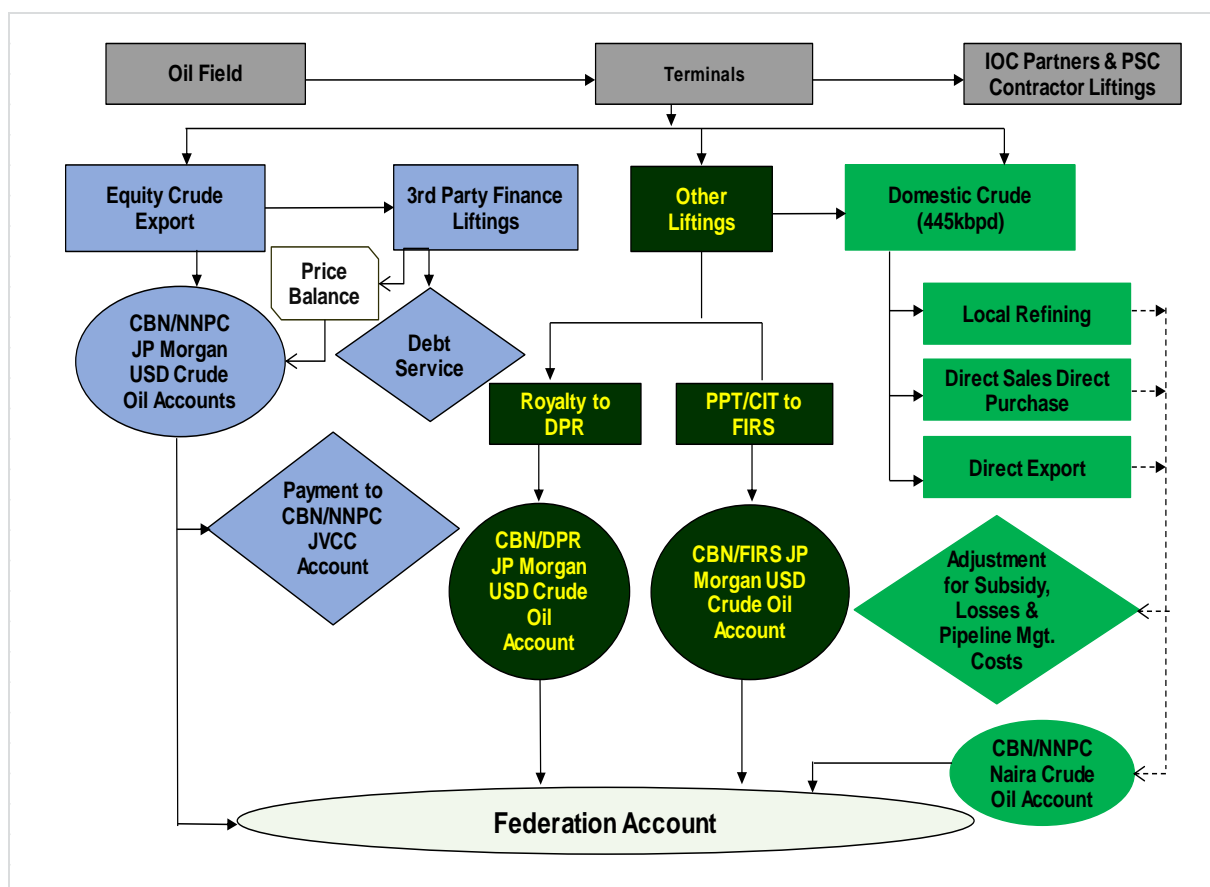 Oil Field
Terminals
IOC Partners & PSC
Contractor Liftings
Equity Crude
Export
3rd Party Finance
Liftings
Other
Liftings
Domestic Crude
(445kbpd)
Price
Balance
CBN/NNPC
JP Morgan
USD Crude
Oil Accounts
Debt
Service
Local Refining
Direct Sales Direct
Purchase
Direct Export
Royalty to
DPR
PPT/CIT to
FIRS
Payment to
CBN/NNPC
JVCC
Account
CBN/DPR
JP Morgan
USD Crude
Oil
Account
CBN/FIRS JP
Morgan USD
Crude Oil
Account
Adjustment
for Subsidy,
Losses &
Pipeline Mgt.
Costs
CBN/NNPC
Naira Crude
Oil Account
Federation Account